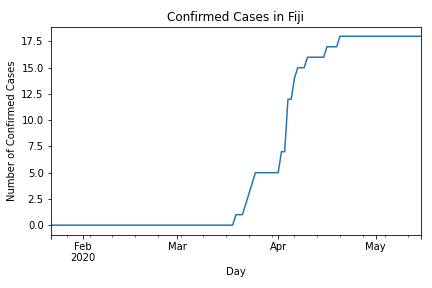 Confirmed Cases in Fiji
17.5
15.0
12.5
10.0
7.5
5.0
2.5
0.0
Number of Confirmed Cases
Feb
2020
Mar
Apr
May
Day